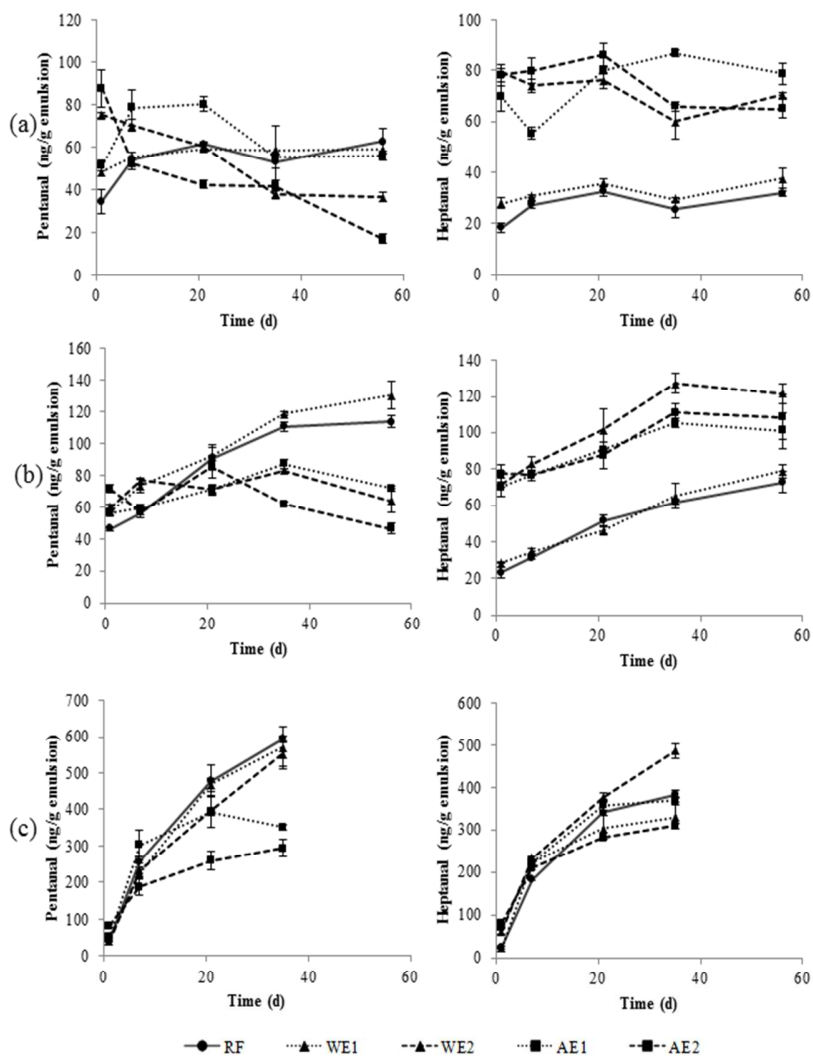 (a)
Pentanal (ng/g emulsion)
120
100
80
60
40
20
0
0 20 40 60
Time (d)
Heptanal (ng/g emulsion)
100
80
60
40
20
0
0 20 40 60
Time (d)
(b)
Pentanal (ng/g emulsion)
160
140
120
100
80
60
40
20
0
0 20 40 60
Time (d)
Heptanal (ng/g emulsion)
140
120
100
80
60
40
20
0
0 20 40 60
Time (d)
(c)
Pentanal (ng/g emulsion)
700
600
500
400
300
200
100
0
0 20 40 60
Time (d)
Heptanal (ng/g emulsion)
600
500
400
300
200
100
0
0 20 40 60
Time (d)
RF WE1 WE2 AE1 AE2